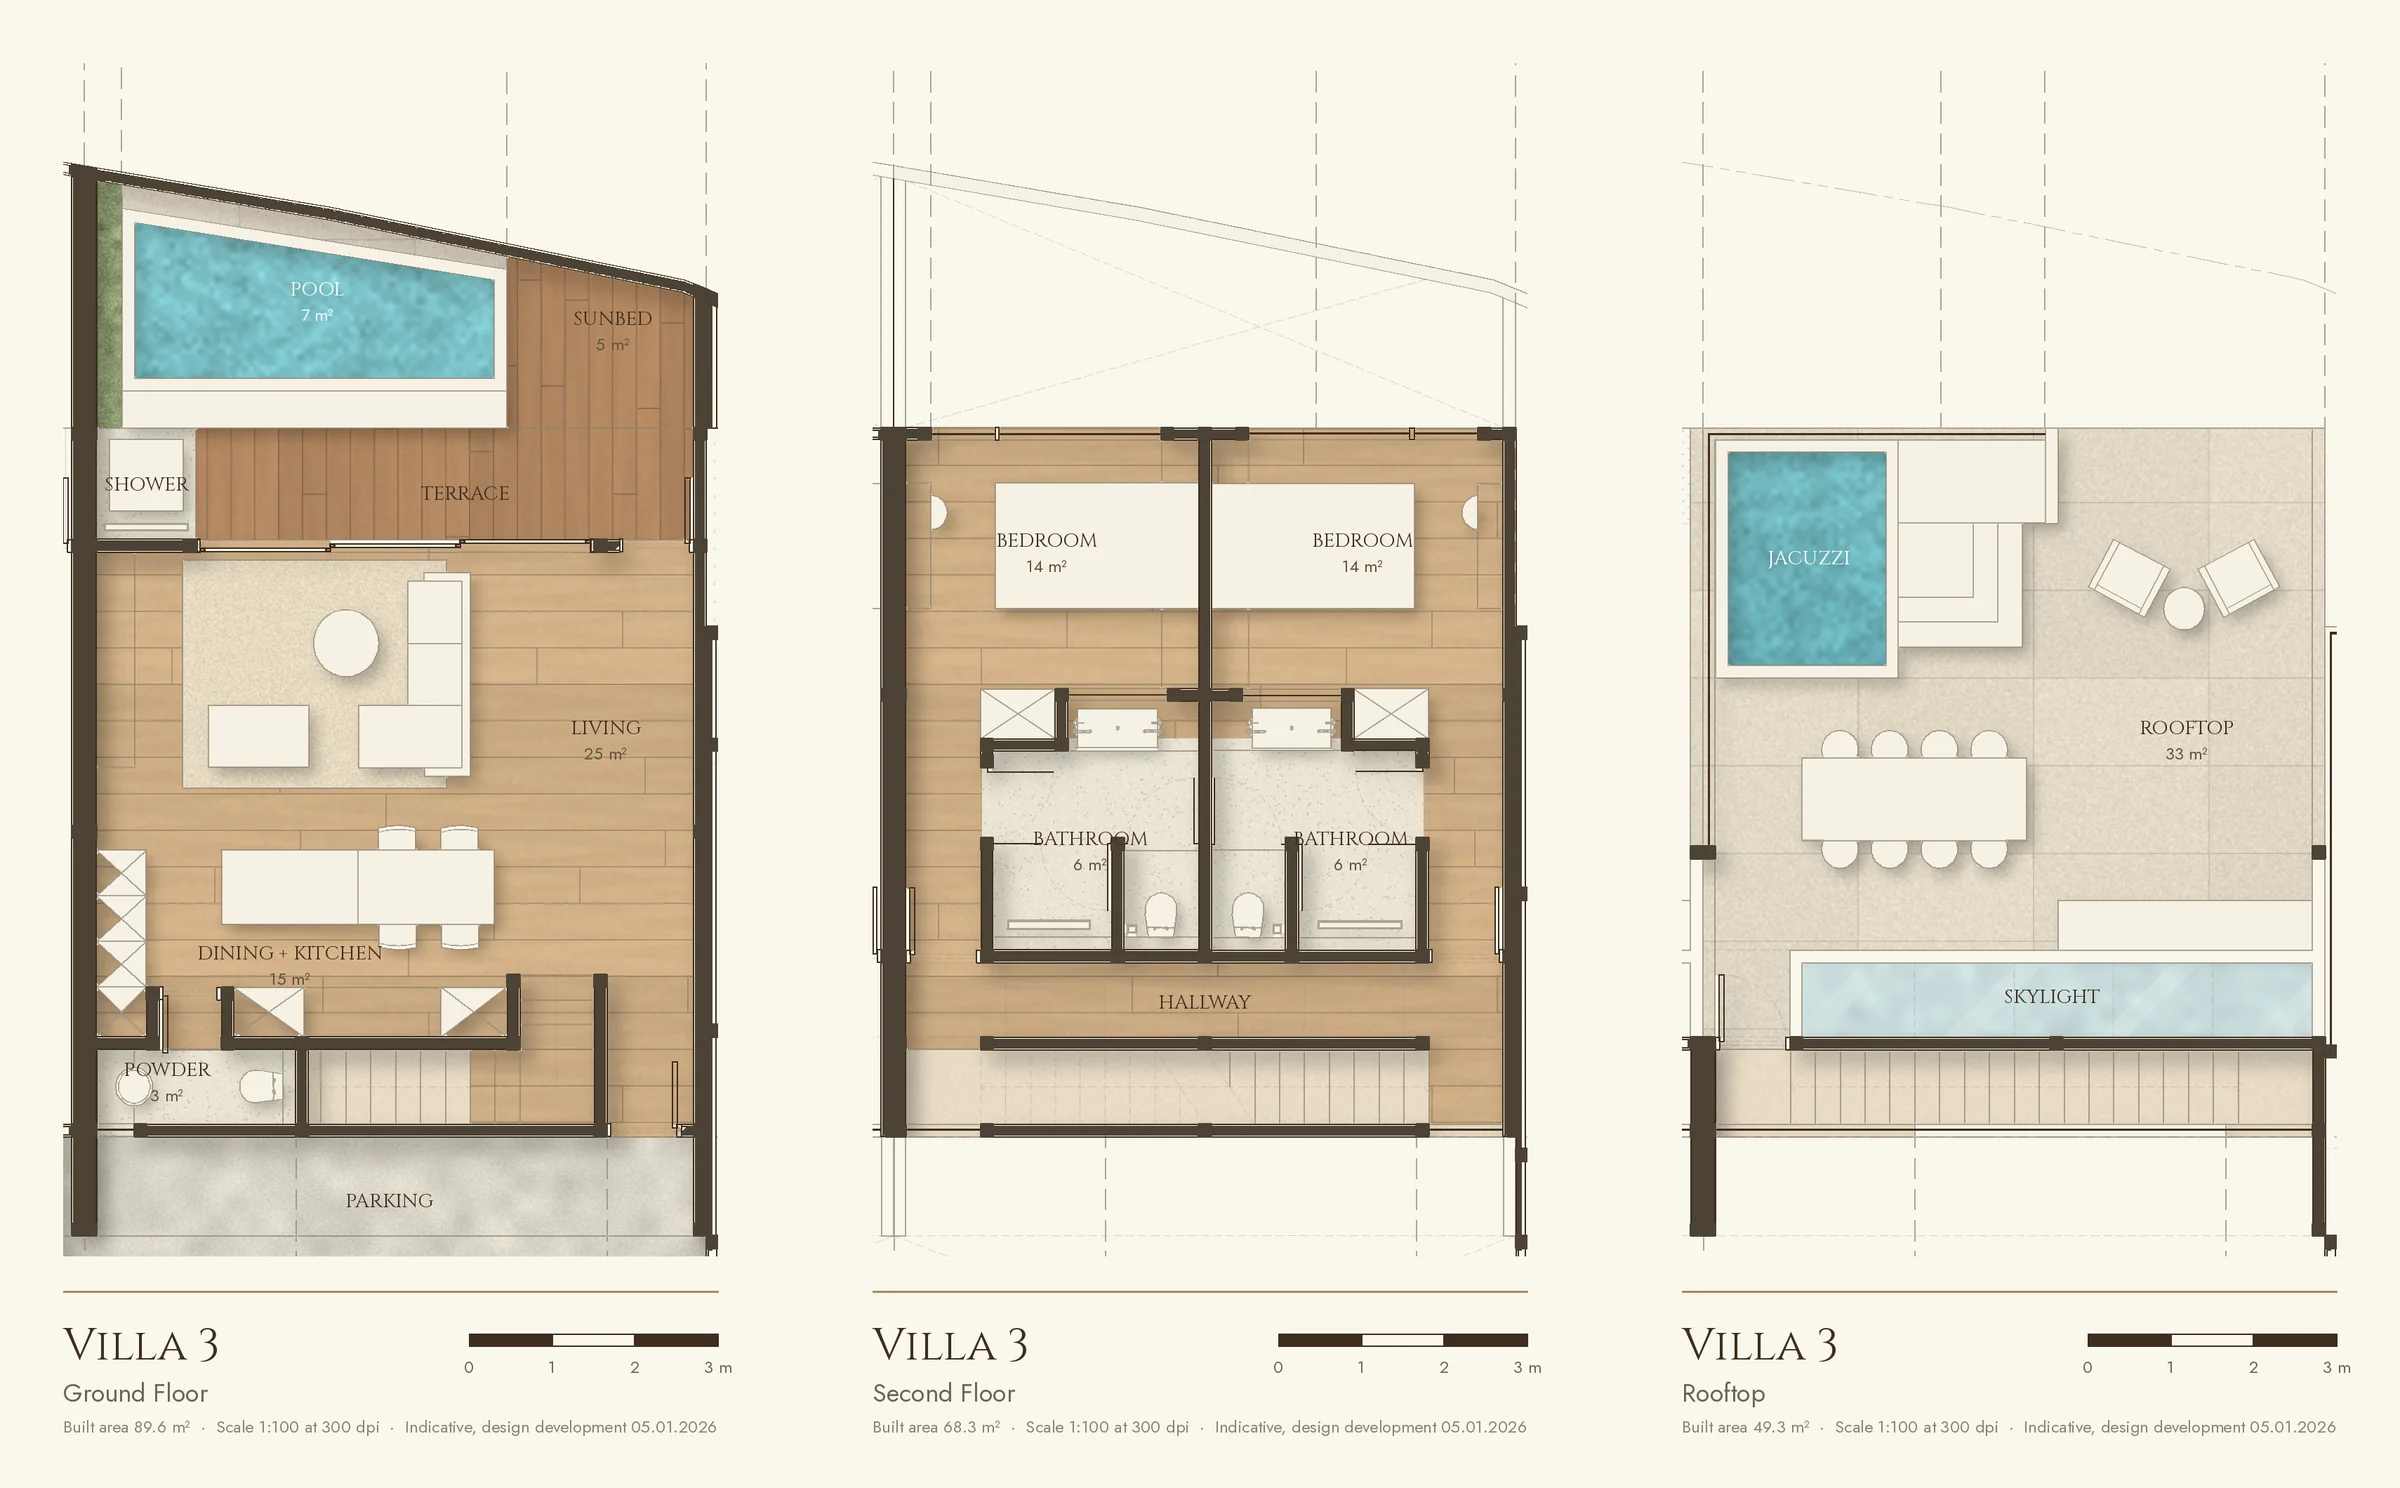 POOL
7 m²
SUNBED
5 m²
SHOWER
TERRACE
LIVING
25 m²
DINING + KITCHEN
15 m²
POWDER
3 m²
PARKING
VILLA 3
0 1 2 3 m
Ground Floor
Built area 89.6 m² · Scale 1:100 at 300 dpi · Indicative, design development 05.01.2026
BEDROOM
14 m²
BEDROOM
14 m²
BATHROOM
6 m²
BATHROOM
6 m²
HALLWAY
VILLA 3
0 1 2 3 m
Second Floor
Built area 68.3 m² · Scale 1:100 at 300 dpi · Indicative, design development 05.01.2026
JACUZZI
ROOFTOP
33 m²
SKYLIGHT
VILLA 3
0 1 2 3 m
Rooftop
Built area 49.3 m² · Scale 1:100 at 300 dpi · Indicative, design development 05.01.2026